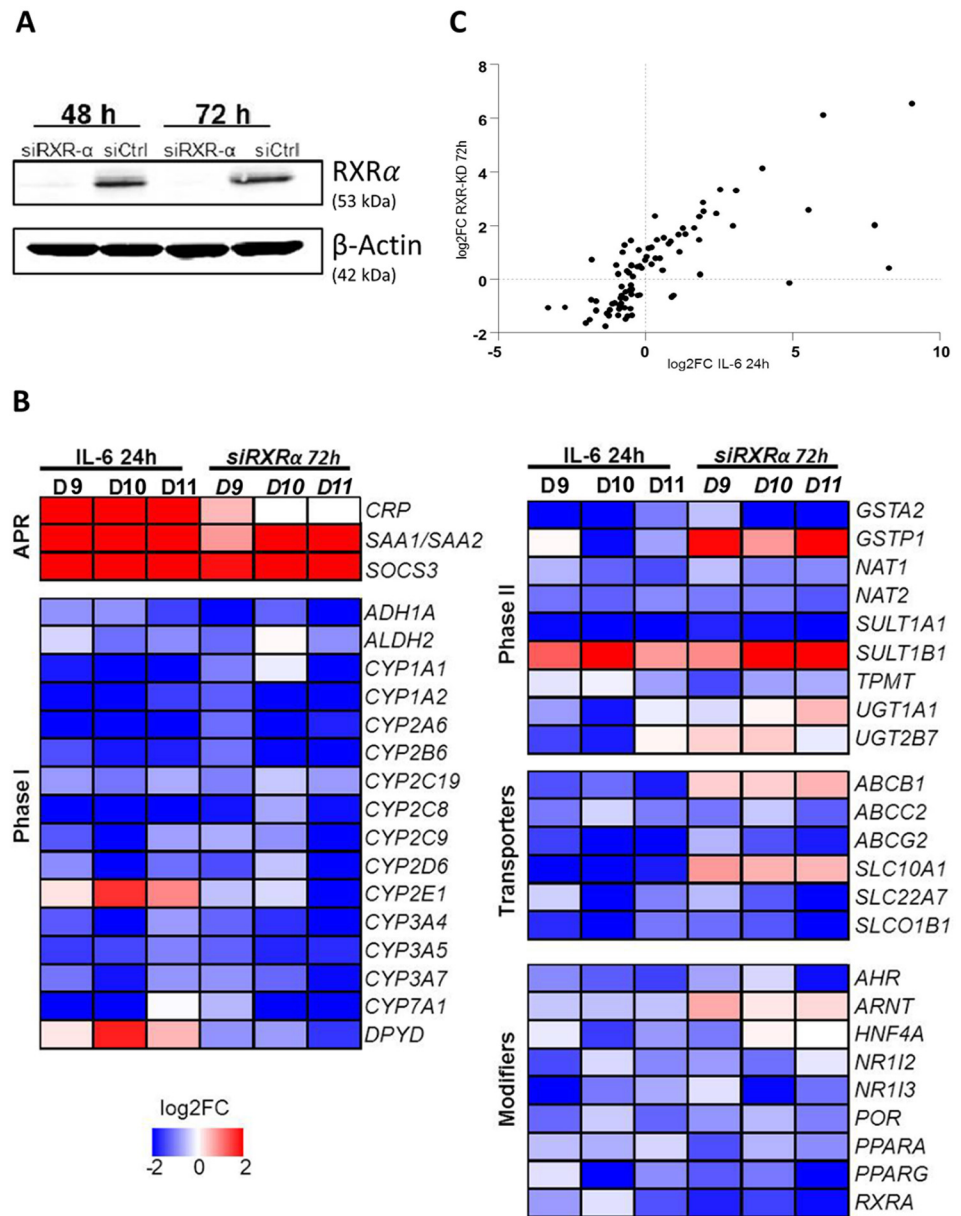 A
48 h 72 h
siRXR-α siCtrl siRXR-α siCtrl
RXRα
(53 kDa)
β-Actin
(42 kDa)
C
8
6
4
2
0
-2
-5 0 5 10
log2FC RXR-KD 72h
log2FC IL-6 24h
B
IL-6 24h siRXRα 72h
D9 D10 D11 D9 D10 D11
APR
CRP
SAA1/SAA2
SOCS3
Phase I
ADH1A
ALDH2
CYP1A1
CYP1A2
CYP2A6
CYP2B6
CYP2C19
CYP2C8
CYP2C9
CYP2D6
CYP2E1
CYP3A4
CYP3A5
CYP3A7
CYP7A1
DPYD
log2FC
-2 0 2
IL-6 24h siRXRα 72h
D9 D10 D11 D9 D10 D11
Phase II
GSTA2
GSTP1
NAT1
NAT2
SULT1A1
SULT1B1
TPMT
UGT1A1
UGT2B7
Transporters
ABCB1
ABCC2
ABCG2
SLC10A1
SLC22A7
SLCO1B1
Modifiers
AHR
ARNT
HNF4A
NR1I2
NR1I3
POR
PPARA
PPARG
RXRA